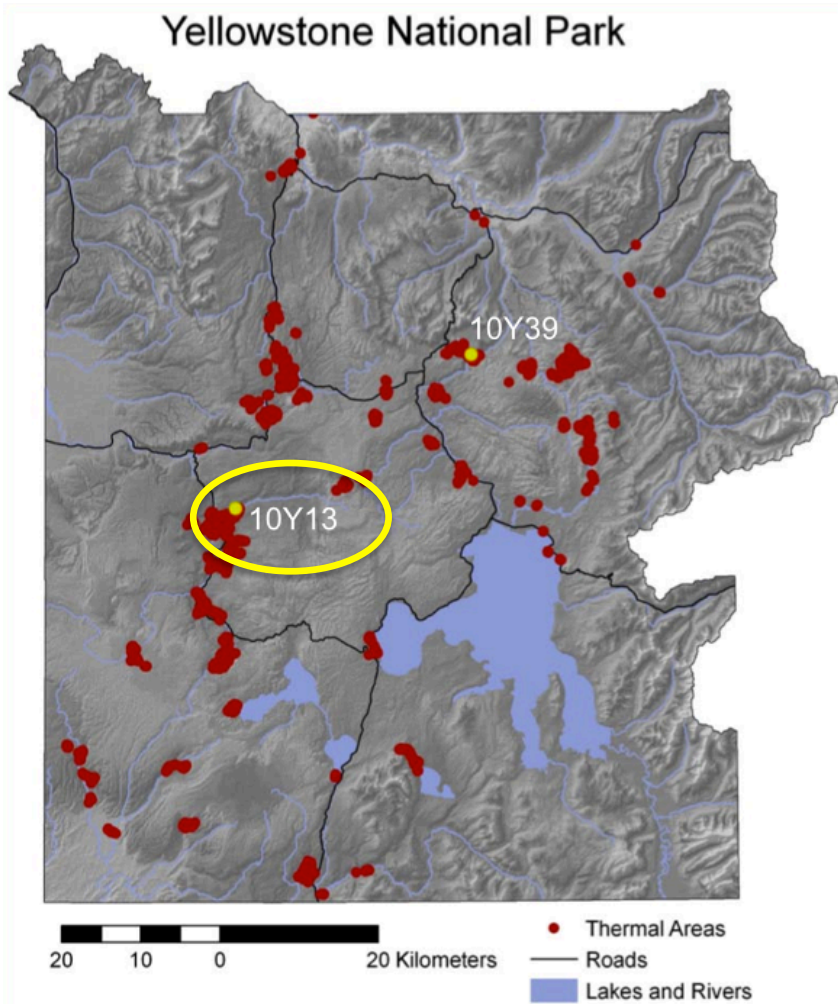 Yellowstone National Park
10Y39
10Y13
Thermal Areas
20 10 0 20 Kilometers
Roads
Lakes and Rivers